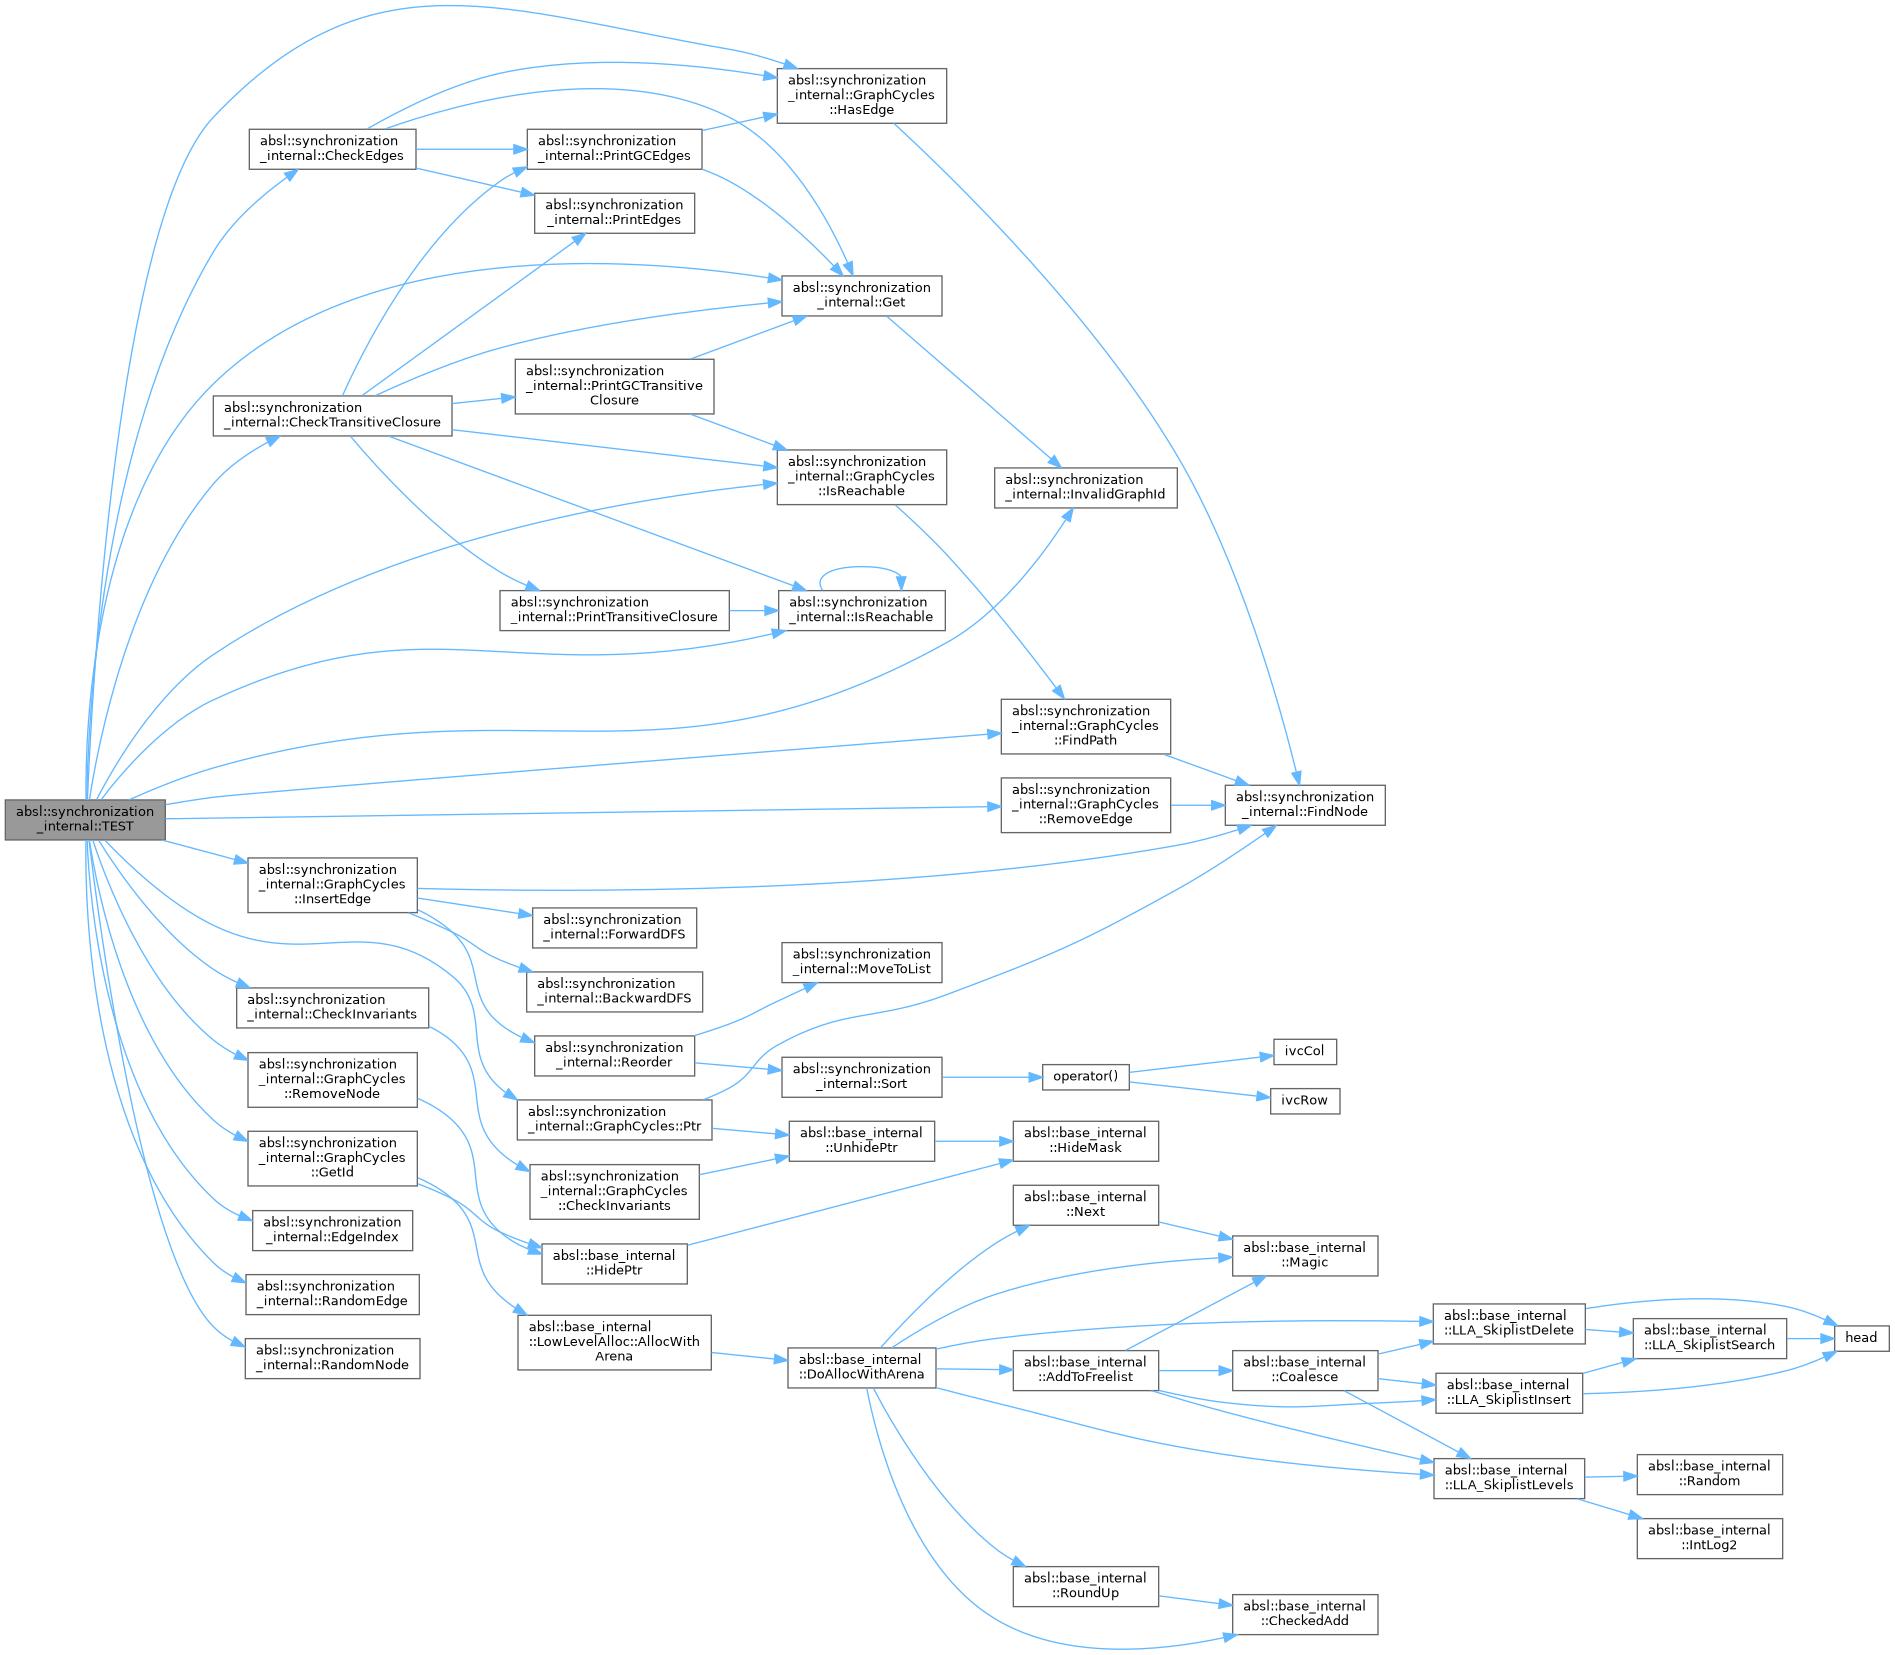 absl::synchronization
_internal::TEST
absl::synchronization
_internal::CheckEdges
absl::synchronization
_internal::CheckTransitiveClosure
absl::synchronization
_internal::GraphCycles
::InsertEdge
absl::synchronization
_internal::CheckInvariants
absl::synchronization
_internal::GraphCycles
::RemoveNode
absl::synchronization
_internal::GraphCycles
::GetId
absl::synchronization
_internal::EdgeIndex
absl::synchronization
_internal::RandomEdge
absl::synchronization
_internal::RandomNode
absl::synchronization
_internal::PrintGCEdges
absl::synchronization
_internal::PrintEdges
absl::synchronization
_internal::PrintGCTransitive
Closure
absl::synchronization
_internal::PrintTransitiveClosure
absl::synchronization
_internal::ForwardDFS
absl::synchronization
_internal::BackwardDFS
absl::synchronization
_internal::Reorder
absl::synchronization
_internal::GraphCycles::Ptr
absl::synchronization
_internal::GraphCycles
::CheckInvariants
absl::base_internal
::HidePtr
absl::base_internal
::LowLevelAlloc::AllocWith
Arena
absl::synchronization
_internal::GraphCycles
::HasEdge
absl::synchronization
_internal::Get
absl::synchronization
_internal::GraphCycles
::IsReachable
absl::synchronization
_internal::IsReachable
absl::synchronization
_internal::MoveToList
absl::synchronization
_internal::Sort
absl::base_internal
::UnhidePtr
absl::base_internal
::DoAllocWithArena
absl::synchronization
_internal::InvalidGraphId
absl::synchronization
_internal::GraphCycles
::FindPath
absl::synchronization
_internal::GraphCycles
::RemoveEdge
operator()
absl::base_internal
::HideMask
absl::base_internal
::Next
absl::base_internal
::AddToFreelist
absl::base_internal
::RoundUp
absl::synchronization
_internal::FindNode
ivcCol
ivcRow
absl::base_internal
::Magic
absl::base_internal
::Coalesce
absl::base_internal
::CheckedAdd
absl::base_internal
::LLA_SkiplistDelete
absl::base_internal
::LLA_SkiplistInsert
absl::base_internal
::LLA_SkiplistLevels
absl::base_internal
::LLA_SkiplistSearch
absl::base_internal
::Random
absl::base_internal
::IntLog2
head